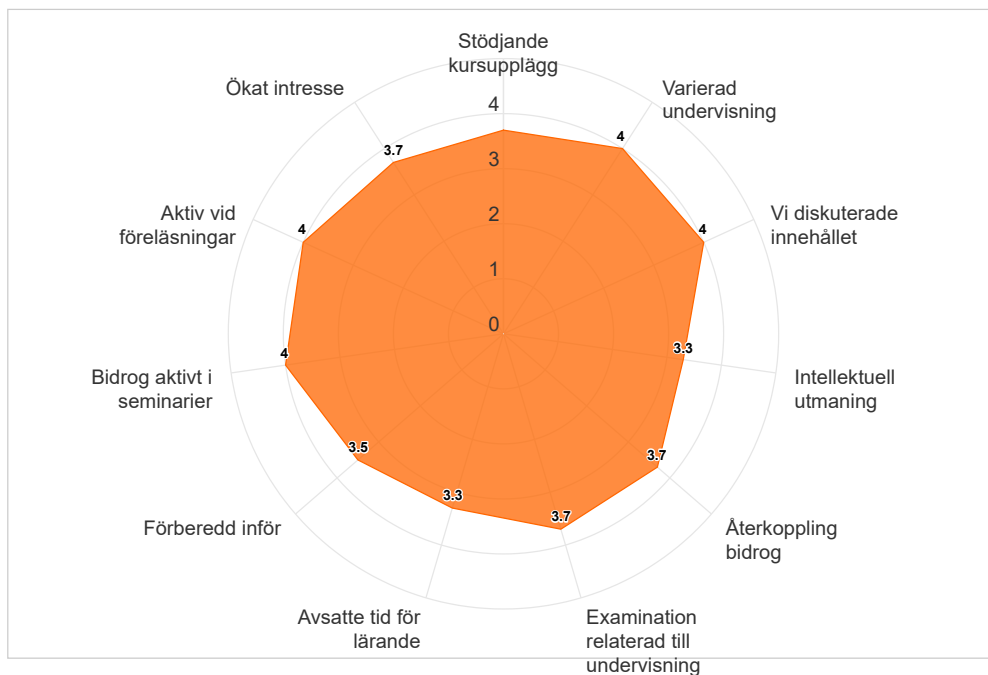 Stödjande
kursupplägg
Varierad
undervisning
Vi diskuterade
innehållet
Intellektuell
utmaning
Återkoppling
bidrog
Examination
relaterad till
undervisning
Avsatte tid för
lärande
Förberedd inför
Bidrog aktivt i
seminarier
Aktiv vid
föreläsningar
Ökat intresse
4
3
2
1
0
4
4
3.3
3.7
3.7
3.3
3.5
4
4
3.7